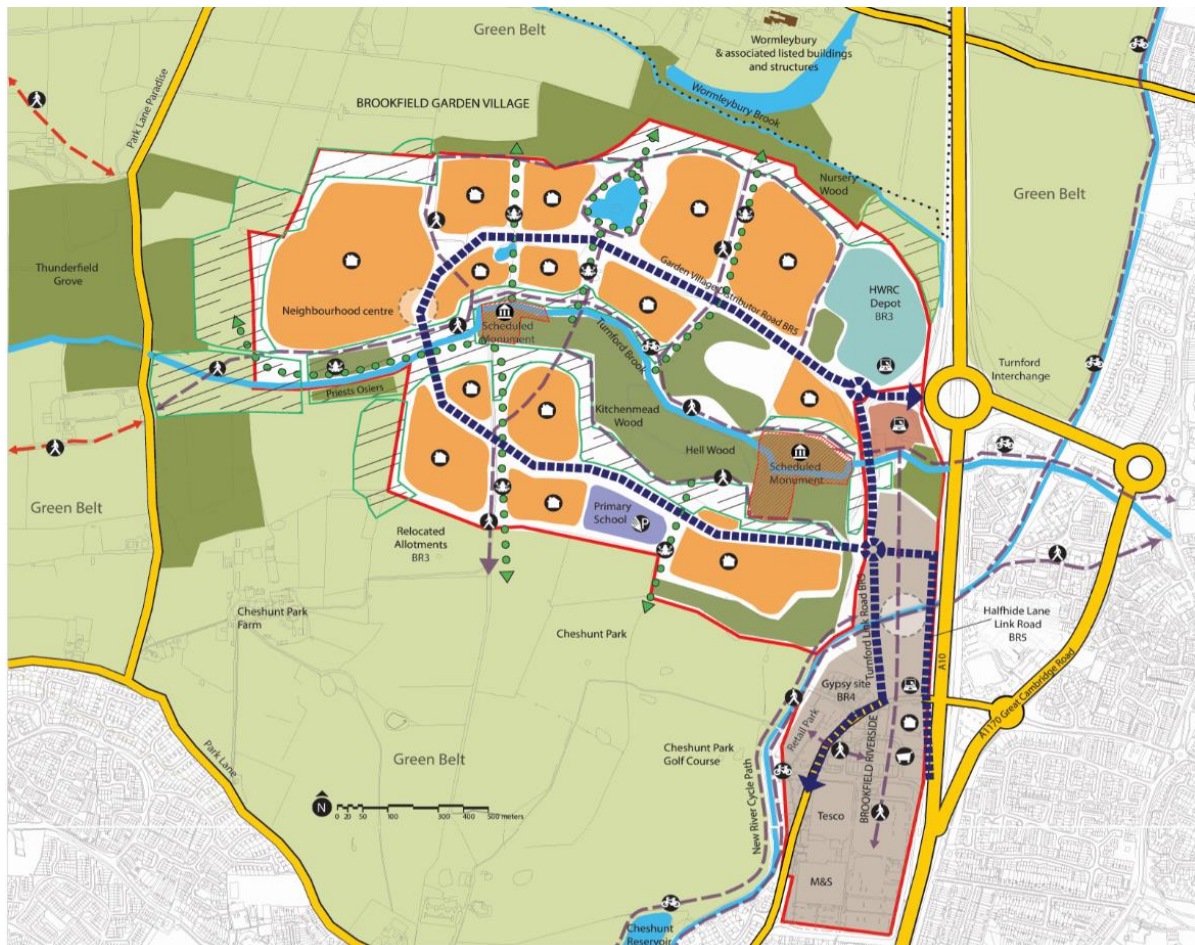 Green Belt
Wormleybury
& associated listed buildings
and structures
Park Lane Paradise
BROOKFIELD GARDEN VILLAGE
Wormleybury Brook
Nursery
Wood
Green Belt
Thunderfield
Grove
Garden Village Distributor Road BR5
HWRC
Depot
BR3
Neighbourhood centre
Scheduled
Monument
Turnford Brook
Turnford
Interchange
Priests Osiers
Kitchenmead
Wood
Hell Wood
Scheduled
Monument
Green Belt
Primary
School
P
Relocated
Allotments
BR3
Cheshunt Park
Farm
Cheshunt Park
Turnford Link Road BR5
Halfhide Lane
Link Road
BR5
A10
A1170 Great Cambridge Road
Gypsy site
BR4
Retail Park
BROOKFIELD RIVERSIDE
Park Lane
Green Belt
Cheshunt Park
Golf Course
New River Cycle Path
N
0 20 50 100 300 400 500 meters
Tesco
M&S
Cheshunt
Reservoir